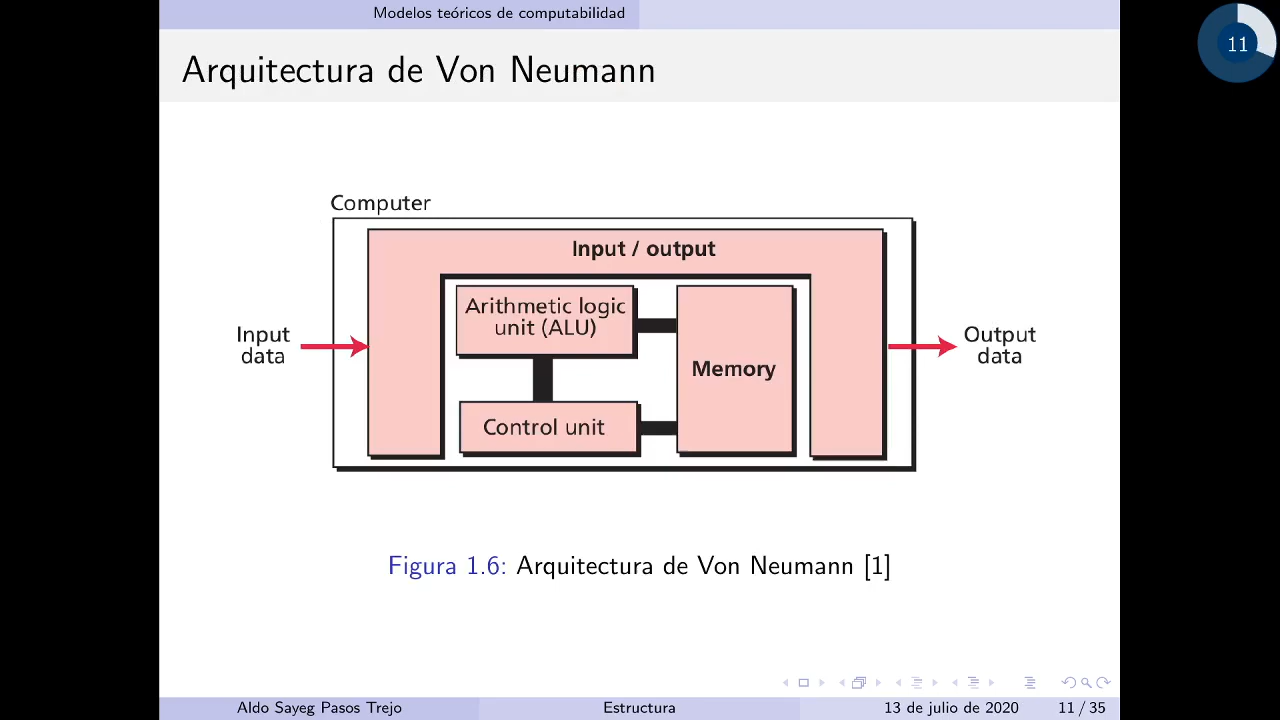 Modelos teóricos de computabilidad
11
Arquitectura de Von Neumann
Computer
Input / output
Arithmetic logic
unit (ALU)
Input
data
Memory
Output
data
Control unit
Figura 1.6: Arquitectura de Von Neumann [1]
Aldo Sayeg Pasos Trejo
Estructura
13 de julio de 2020
11 / 35